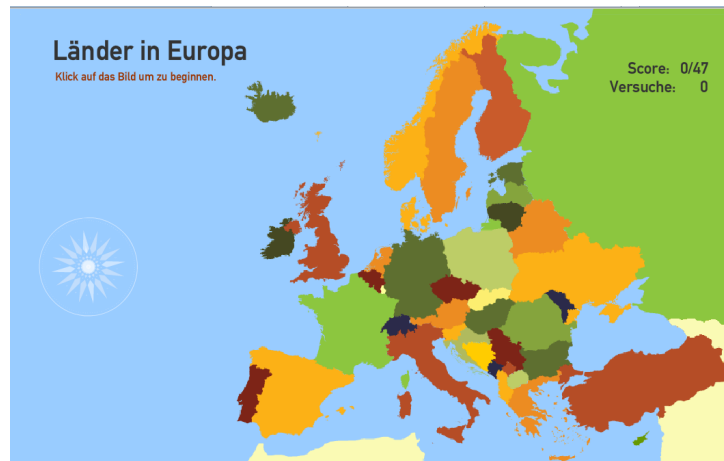 Länder in Europa
Klick auf das Bild um zu beginnen.
Score: 0/47
Versuche: 0